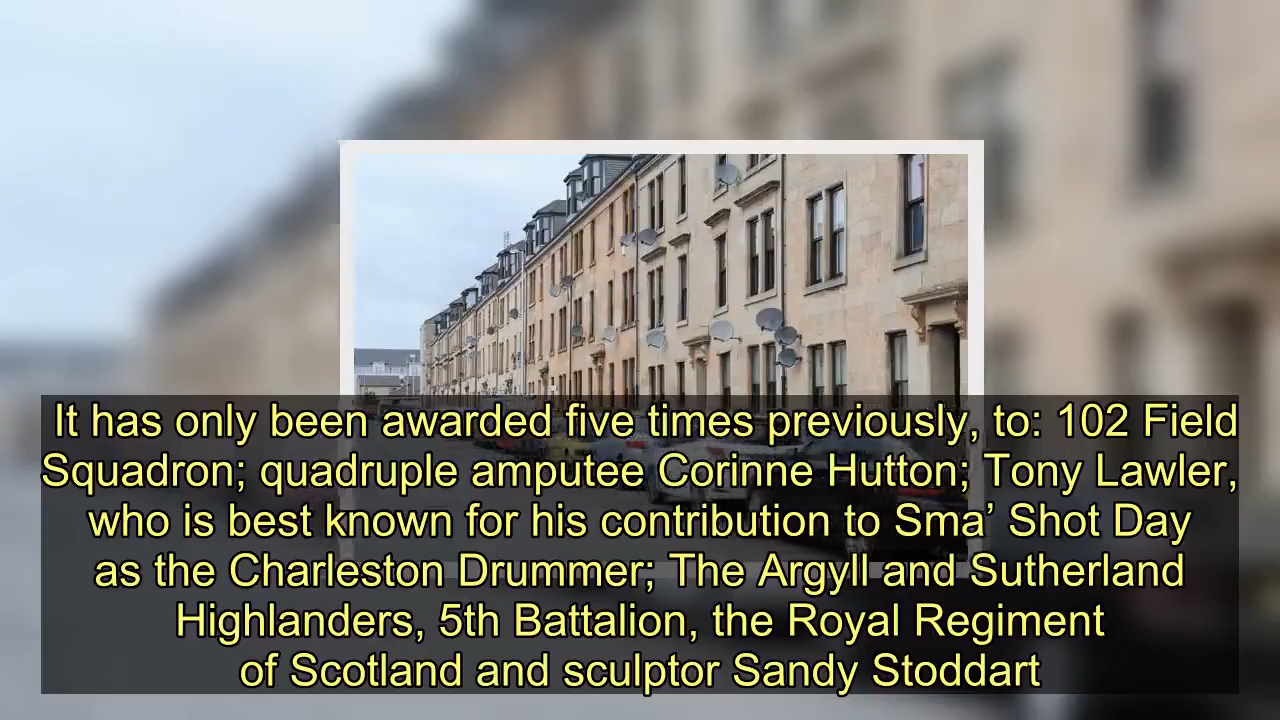 It has only been awarded five times previously, to: 102 Field
Squadron; quadruple amputee Corinne Hutton; Tony Lawler,
who is best known for his contribution to Sma’ Shot Day
as the Charleston Drummer; The Argyll and Sutherland
Highlanders, 5th Battalion, the Royal Regiment
of Scotland and sculptor Sandy Stoddart